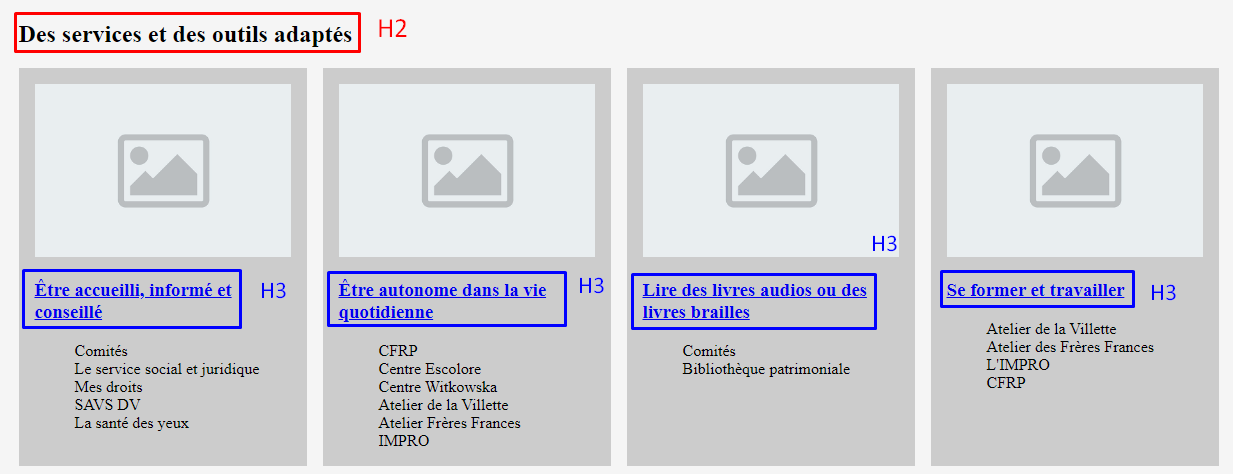 Des services et des outils adaptés
H2
Être accueilli, informé et
conseillé
H3
Comités
Le service social et juridique
Mes droits
SAVS DV
La santé des yeux
Être autonome dans la vie
quotidienne
H3
CFRP
Centre Escolore
Centre Witkowska
Atelier de la Villette
Atelier Frères Frances
IMPRO
H3
Lire des livres audios ou des
livres brailles
Comités
Bibliothèque patrimoniale
Se former et travailler
H3
Atelier de la Villette
Atelier des Frères Frances
L'IMPRO
CFRP